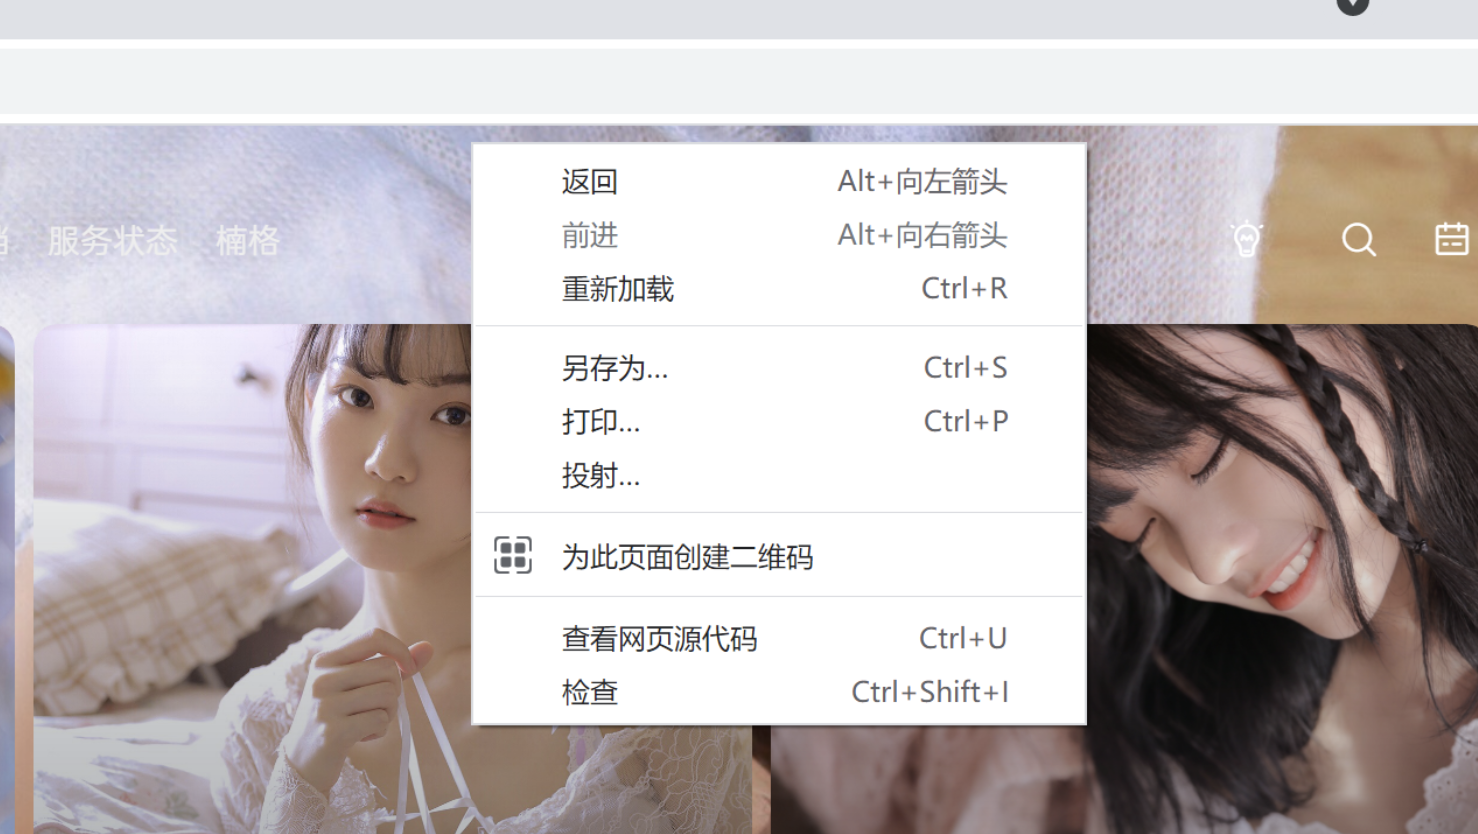 服务状态 楠格
返回 Alt+向左箭头
前进 Alt+向右箭头
重新加载 Ctrl+R
另存为... Ctrl+S
打印... Ctrl+P
投射...
为此页面创建二维码
查看网页源代码 Ctrl+U
检查 Ctrl+Shift+I